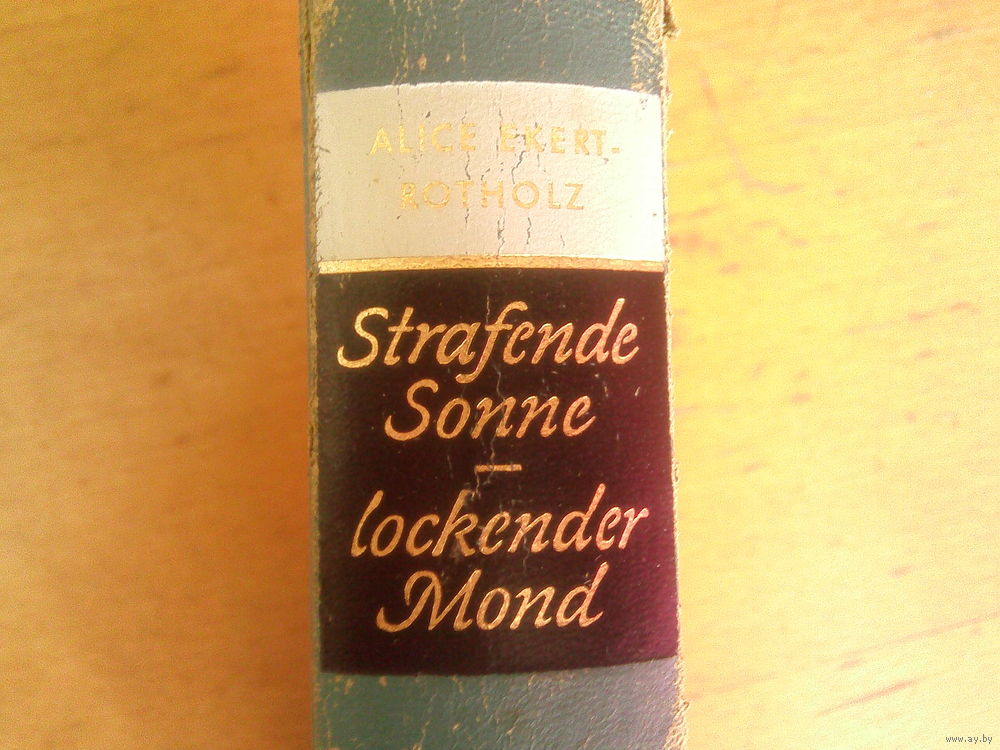 ALICE EKERT-
ROTHOLZ
Strafende
Sonne
—
lockender
Mond
www.ay.by